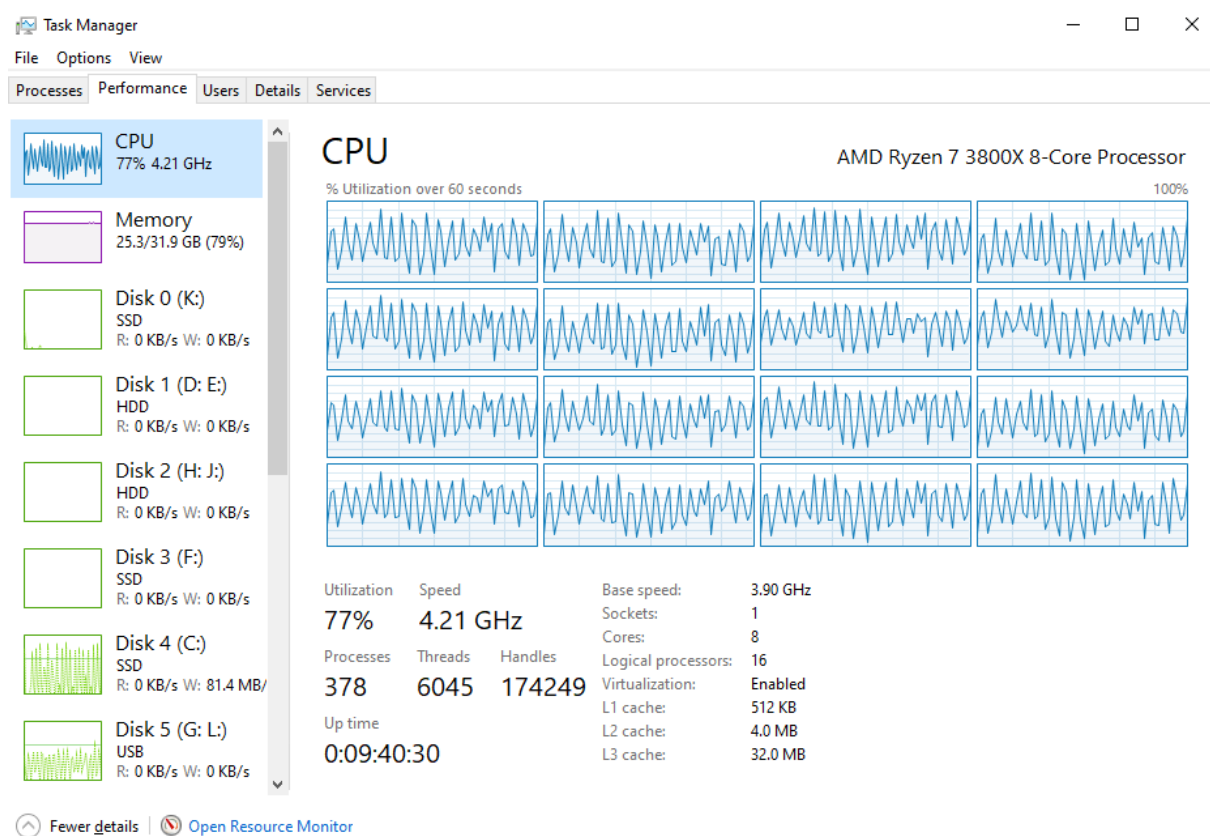 Task Manager
File Options View
Processes Performance Users Details Services
CPU
77% 4.21 GHz
Memory
25.3/31.9 GB (79%)
Disk 0 (K:)
SSD
R: 0 KB/s W: 0 KB/s
Disk 1 (D: E:)
HDD
R: 0 KB/s W: 0 KB/s
Disk 2 (H: J:)
HDD
R: 0 KB/s W: 0 KB/s
Disk 3 (F:)
SSD
R: 0 KB/s W: 0 KB/s
Disk 4 (C:)
SSD
R: 0 KB/s W: 81.4 MB/
Disk 5 (G: L:)
USB
R: 0 KB/s W: 0 KB/s
CPU
AMD Ryzen 7 3800X 8-Core Processor
% Utilization over 60 seconds 100%
Utilization Speed
77% 4.21 GHz
Processes Threads Handles
378 6045 174249
Up time
0:09:40:30
Base speed: 3.90 GHz
Sockets: 1
Cores: 8
Logical processors: 16
Virtualization: Enabled
L1 cache: 512 KB
L2 cache: 4.0 MB
L3 cache: 32.0 MB
Fewer details Open Resource Monitor